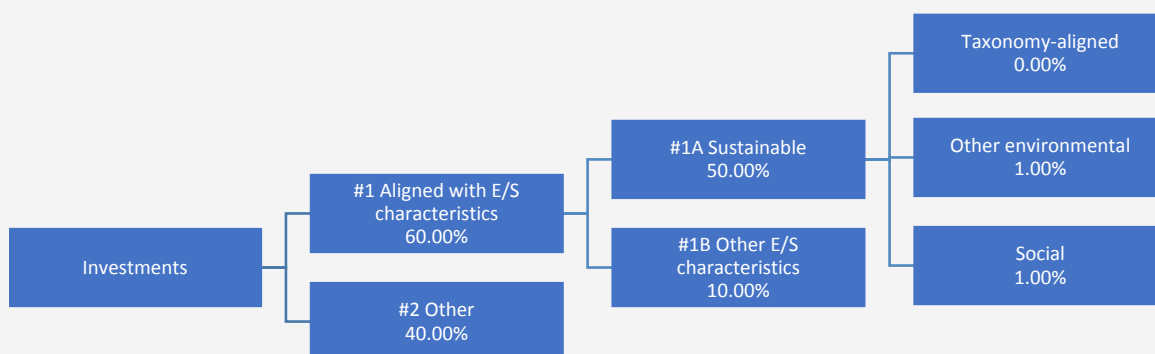 Investments
#1 Aligned with E/S
characteristics
60.00%
#2 Other
40.00%
#1A Sustainable
50.00%
#1B Other E/S
characteristics
10.00%
Taxonomy-aligned
0.00%
Other environmental
1.00%
Social
1.00%